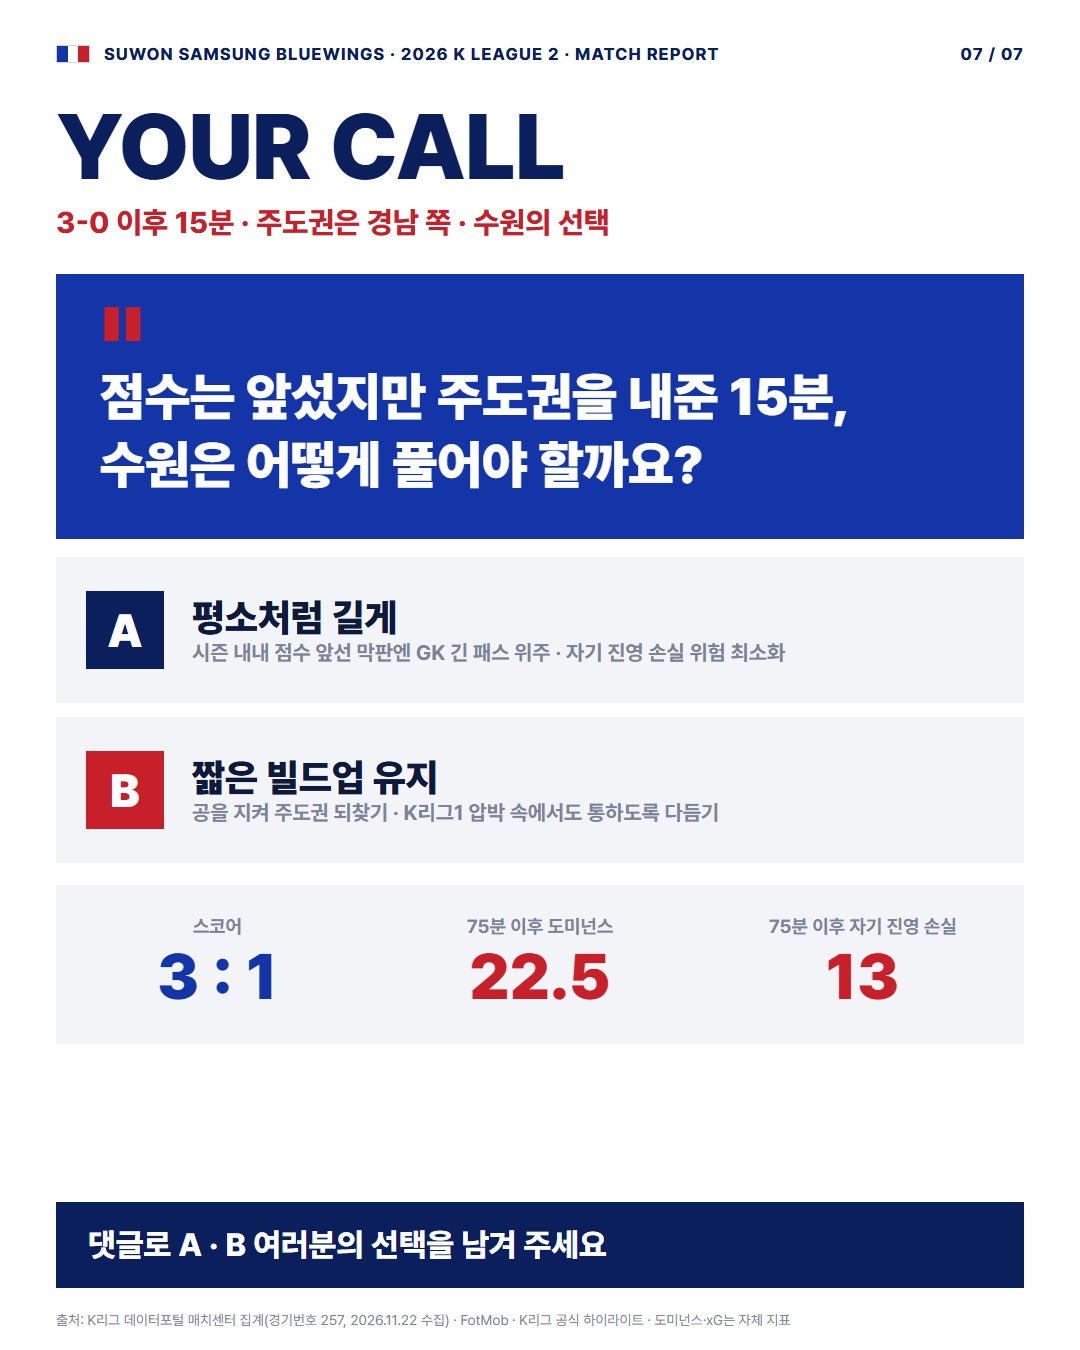 SUWON SAMSUNG BLUEWINGS · 2026 K LEAGUE 2 · MATCH REPORT
07 / 07
YOUR CALL
3-0 이후 15분 · 주도권은 경남 쪽 · 수원의 선택
"
점수는 앞섰지만 주도권을 내준 15분,
수원은 어떻게 풀어야 할까요?
A
평소처럼 길게
시즌 내내 점수 앞선 막판엔 GK 긴 패스 위주 · 자기 진영 손실 위험 최소화
B
짧은 빌드업 유지
공을 지켜 주도권 되찾기 · K리그1 압박 속에서도 통하도록 다듬기
스코어
3 : 1
75분 이후 도미넌스
22.5
75분 이후 자기 진영 손실
13
댓글로 A · B 여러분의 선택을 남겨 주세요
출처: K리그 데이터포털 매치센터 집계(경기번호 257, 2026.11.22 수집) · FotMob · K리그 공식 하이라이트 · 도미넌스·xG는 자체 지표